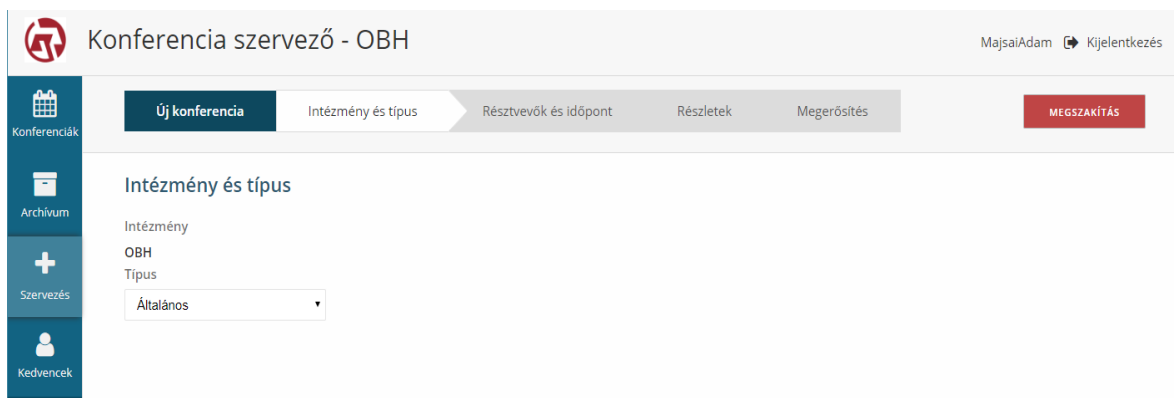 Konferencia szervező - OBH
MajsaiAdam Kijelentkezés
Konferenciák
Archívum
Szervezés
Kedvencek
Új konferencia Intézmény és típus Résztvevők és időpont Részletek Megerősítés
MEGSZAKÍTÁS
Intézmény és típus
Intézmény
OBH
Típus
Általános